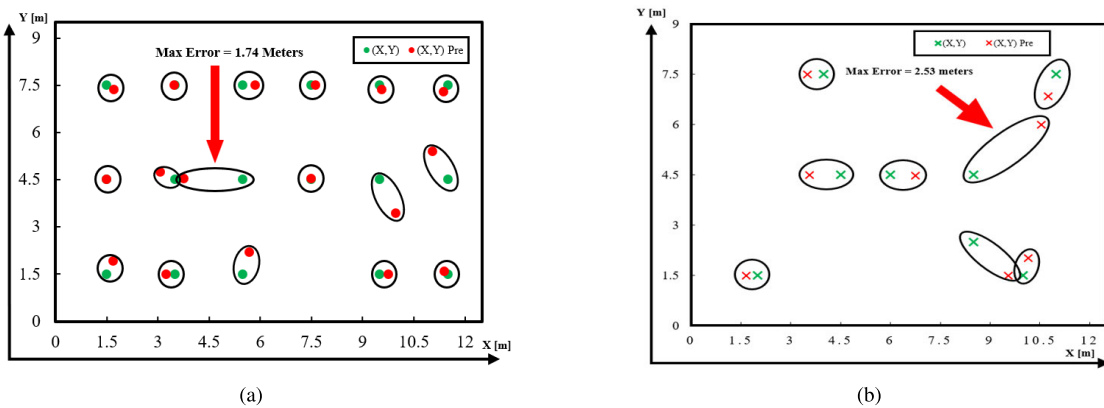 Y [m]
9
7.5
6
4.5
3
1.5
0
Max Error = 1.74 Meters
(X,Y) (X,Y) Pre
0 1.5 3 4.5 6 7.5 9 10.5 12
X [m]
(a)
Y [m]
9
7.5
6
4.5
3
1.5
0
(X,Y) (X,Y) Pre
Max Error = 2.53 meters
0 1.5 3 4.5 6 7.5 9 10.5 12
X [m]
(b)